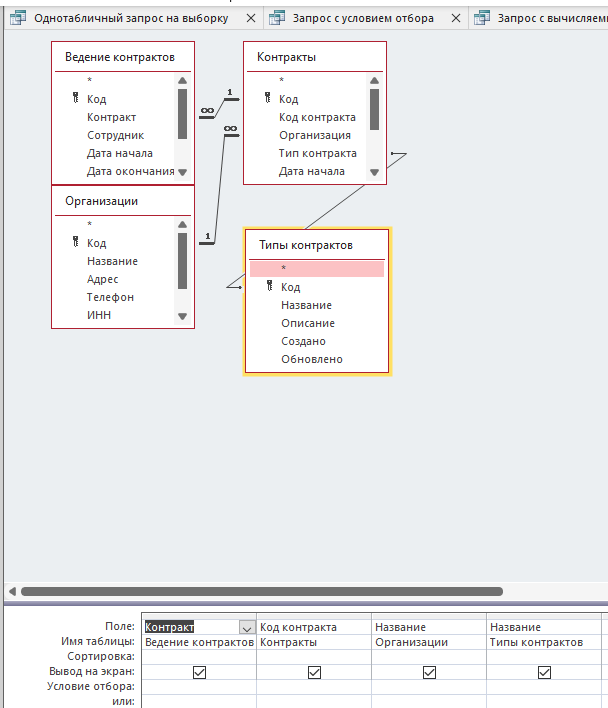 Однотабличный запрос на выборку
Запрос с условием отбора
Запрос с вычисляем
Ведение контрактов
*
Код
Контракт
Сотрудник
Дата начала
Дата окончания
Контракты
*
Код
Код контракта
Организация
Тип контракта
Дата начала
∞
1
∞
1
Организации
*
Код
Название
Адрес
Телефон
ИНН
Типы контрактов
*
Код
Название
Описание
Создано
Обновлено
Поле: Контракт Код контракта Название Название
Имя таблицы: Ведение контрактов Контракты Организации Типы контрактов
Сортировка:
Вывод на экран:
Условие отбора:
или: